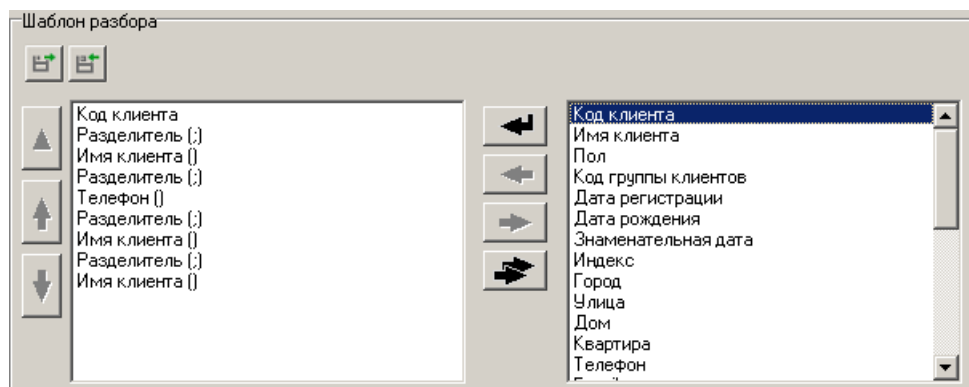 Шаблон разбора
Код клиента
Разделитель (;)
Имя клиента ()
Разделитель (;)
Телефон ()
Разделитель (;)
Имя клиента ()
Разделитель (;)
Имя клиента ()
Код клиента
Имя клиента
Пол
Код группы клиентов
Дата регистрации
Дата рождения
Знаменательная дата
Индекс
Город
Улица
Дом
Квартира
Телефон